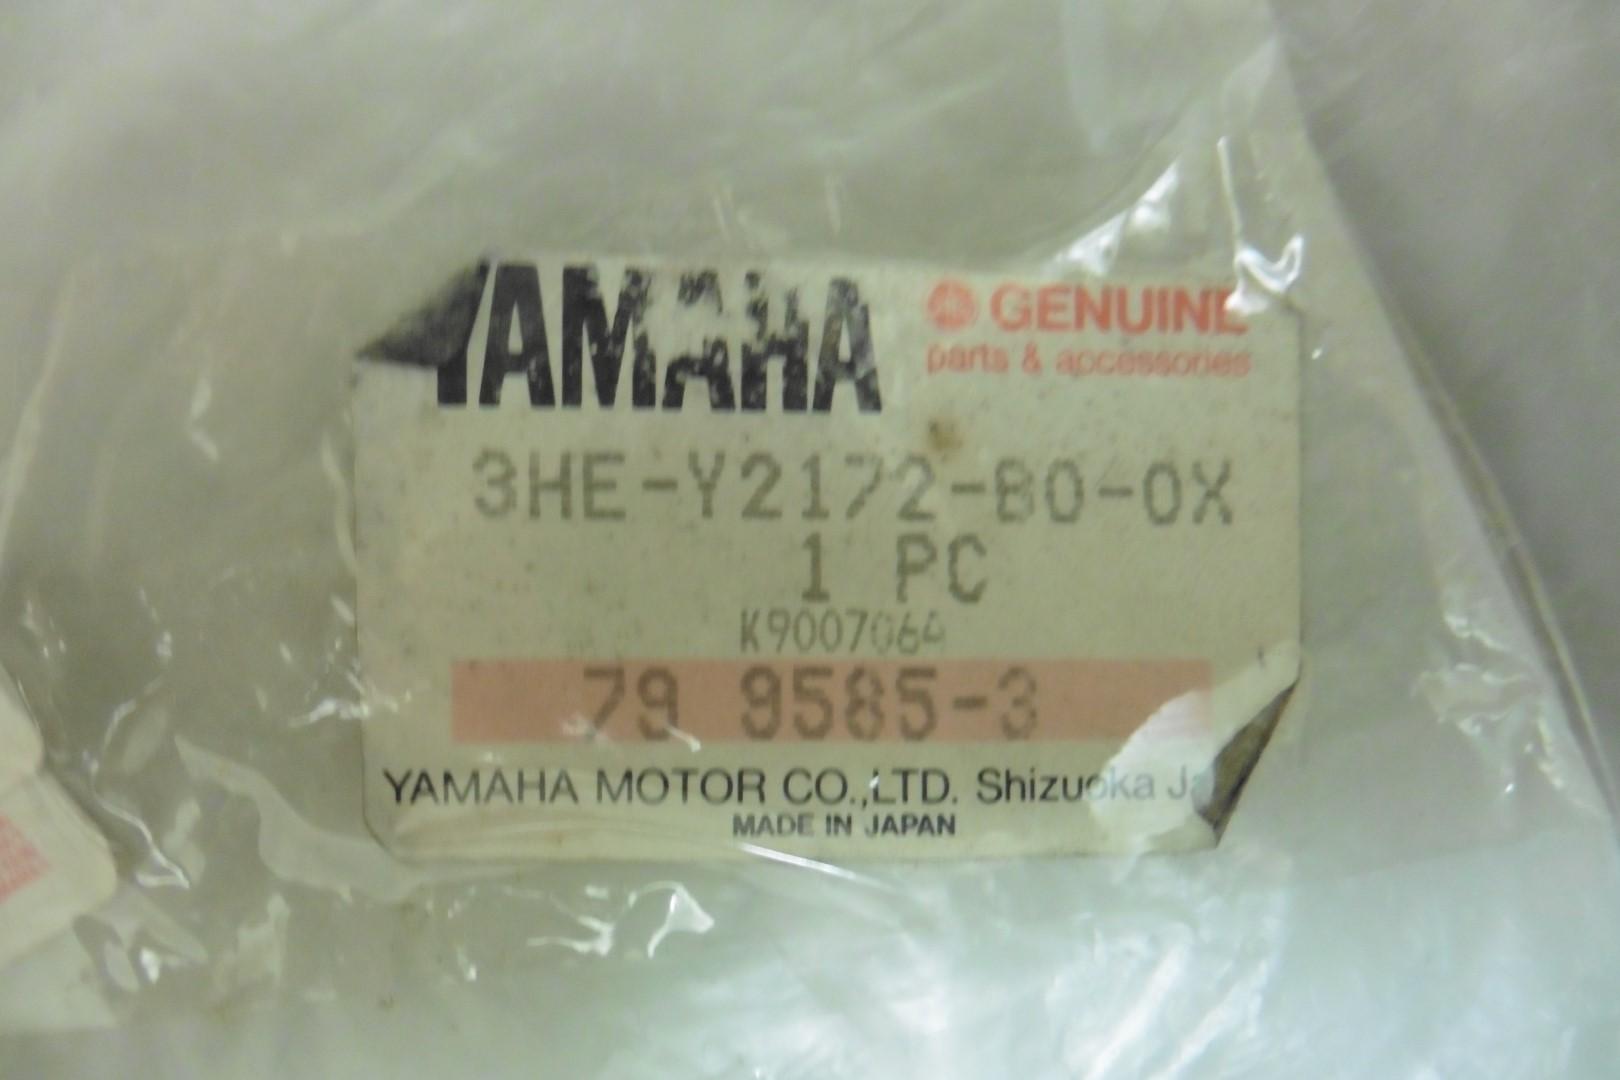 YAMAHA GENUINE
parts & accessories
3HE-Y2172-80-0X
1 PC
K9007064
79 9585-3
YAMAHA MOTOR CO.,LTD. Shizuoka
MADE IN JAPAN